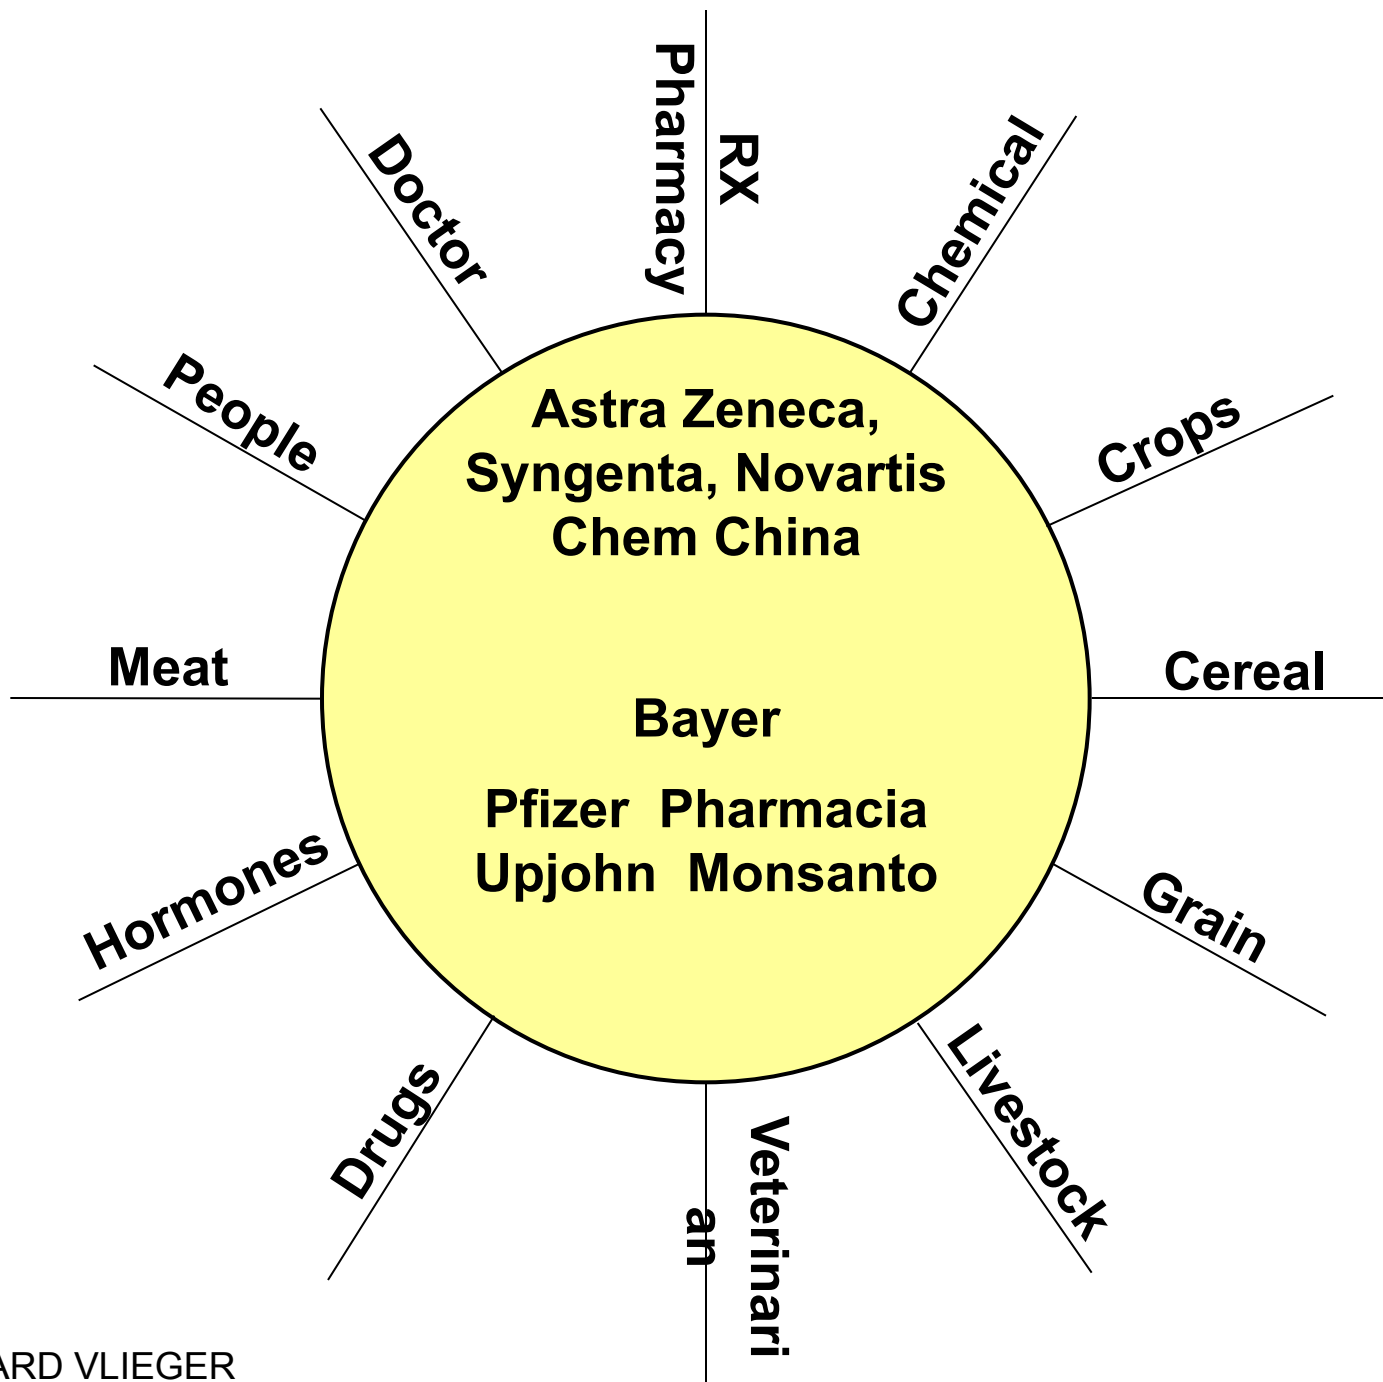 RX
Pharmacy
Chemical
Crops
Cereal
Grain
Livestock
Veterinari
an
Drugs
Hormones
Meat
People
Doctor
Astra Zeneca,
Syngenta, Novartis
Chem China
Bayer
Pfizer Pharmacia
Upjohn Monsanto
ARD VLIEGER